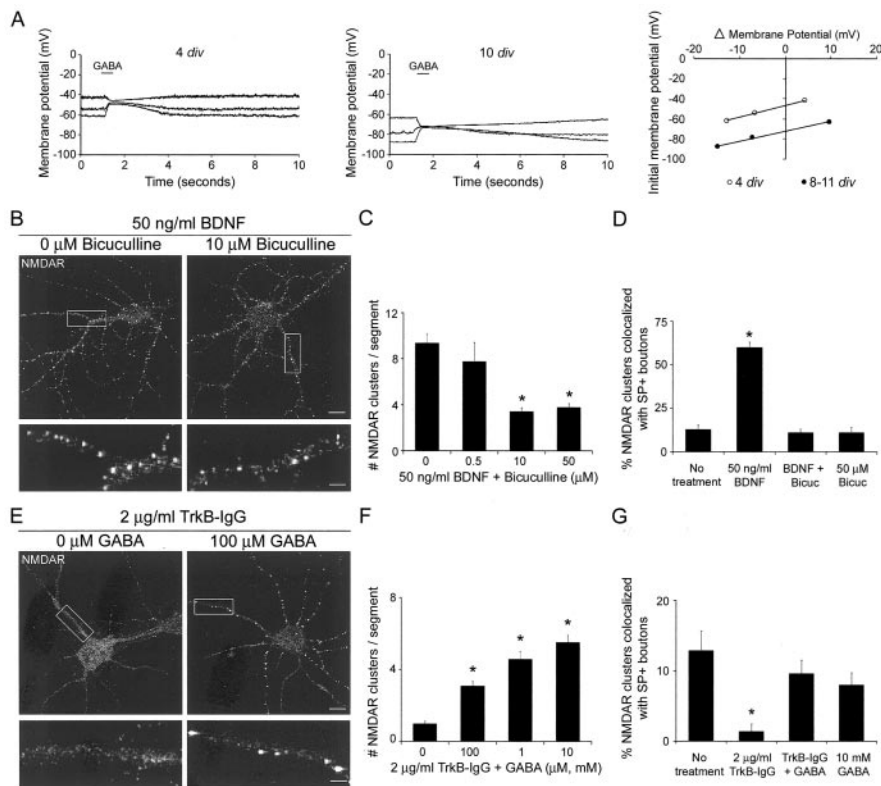 A
Membrane potential (mV)
GABA
4 div
0
-20
-40
-60
-80
-100
0 2 4 6 8 10
Time (seconds)
Membrane potential (mV)
GABA
10 div
0
-20
-40
-60
-80
-100
0 2 4 6 8 10
Time (seconds)
Δ Membrane Potential (mV)
-20 -10 0 10 20
Initial membrane potential (mV)
0
-20
-40
-60
-80
-100
○ 4 div ● 8-11 div
B
50 ng/ml BDNF
0 μM Bicuculline 10 μM Bicuculline
NMDAR
C
# NMDAR clusters / segment
12
8
4
0
* *
0 0.5 10 50
50 ng/ml BDNF + Bicuculline (μM)
D
% NMDAR clusters colocalized
with SP+ boutons
75
50
25
0
*
No treatment
50 ng/ml BDNF
BDNF + Bicuc
50 μM Bicuc
E
2 μg/ml TrkB-IgG
0 μM GABA 100 μM GABA
NMDAR
F
# NMDAR clusters / segment
8
4
0
* * *
0 100 1 10
2 μg/ml TrkB-IgG + GABA (μM, mM)
G
% NMDAR clusters colocalized
with SP+ boutons
20
10
0
*
No treatment
2 μg/ml TrkB-IgG
TrkB-IgG + GABA
10 mM GABA